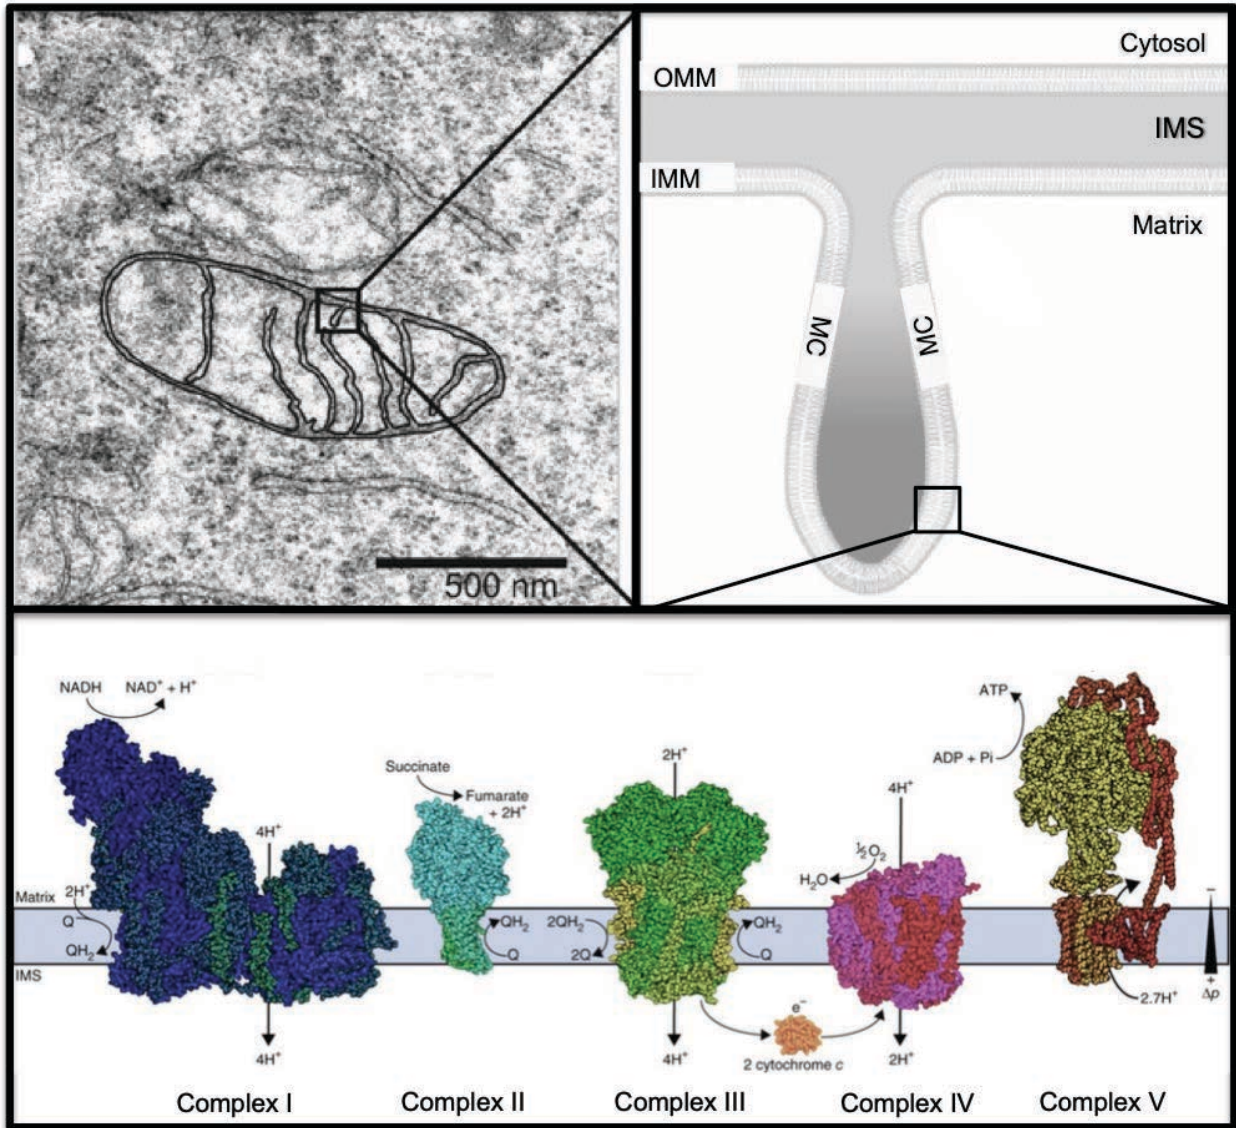 500 nm
Cytosol
OMM
IMS
IMM
Matrix
MC
MC
NADH
NAD⁺ + H⁺
4H⁺
2H⁺
Matrix
Q
QH₂
IMS
4H⁺
Complex I
Succinate
Fumarate
+ 2H⁺
QH₂
Q
Complex II
2H⁺
2QH₂
2Q
QH₂
Q
4H⁺
Complex III
e⁻
2 cytochrome c
4H⁺
½O₂
H₂O
2H⁺
Complex IV
ATP
ADP + Pi
2.7H⁺
Complex V
−
+
Δp